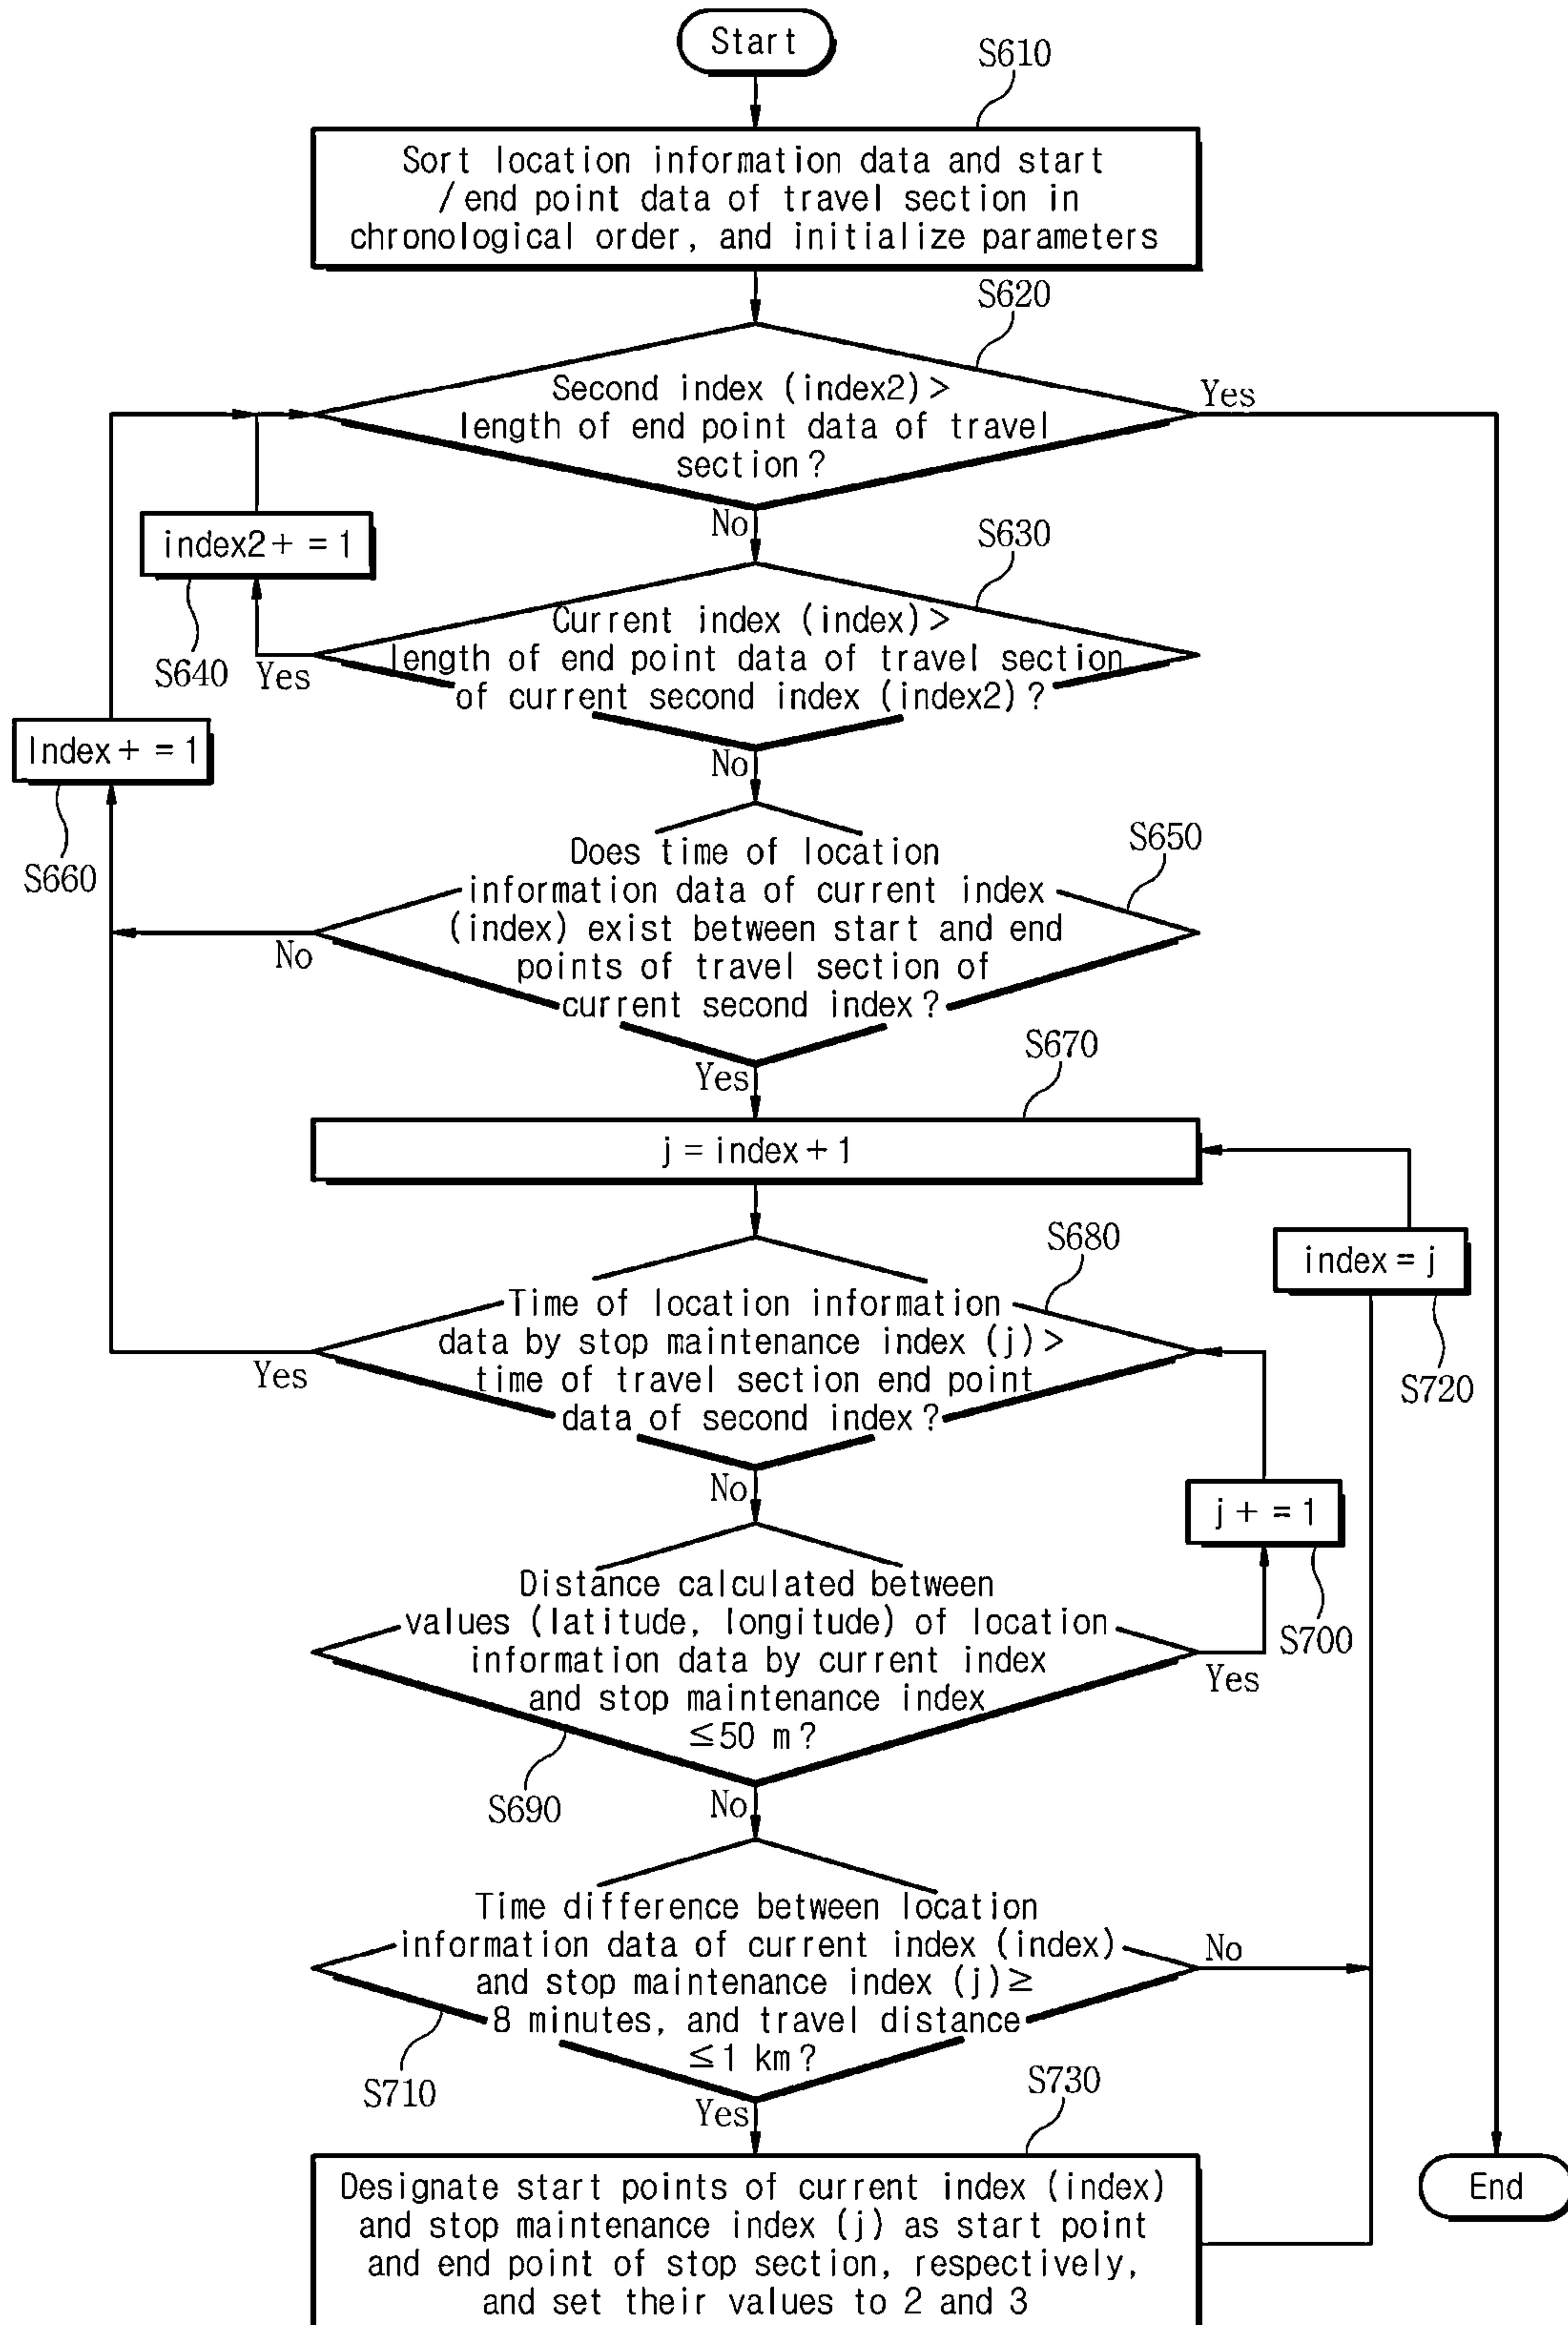 Start
S610
Sort location information data and start
/end point data of travel section in
chronological order, and initialize parameters
S620
Second index (index2)>
length of end point data of travel
section?
Yes
No
index2+ = 1
S630
Current index (index)>
length of end point data of travel section
of current second index (index2)?
S640
Yes
Index+ = 1
No
S660
S650
Does time of location
information data of current index
(index) exist between start and end
points of travel section of
current second index?
No
Yes
S670
j = index+1
S680
index = j
Time of location information
data by stop maintenance index (j)>
time of travel section end point
data of second index?
Yes
S720
No
j+ = 1
Distance calculated between
values (latitude, longitude) of location
information data by current index
and stop maintenance index
≤50 m?
S700
Yes
S690
No
Time difference between location
information data of current index (index)
and stop maintenance index (j)≥
8 minutes, and travel distance
≤1 km?
No
S710
Yes
S730
Designate start points of current index (index)
and stop maintenance index (j) as start point
and end point of stop section, respectively,
and set their values to 2 and 3
End